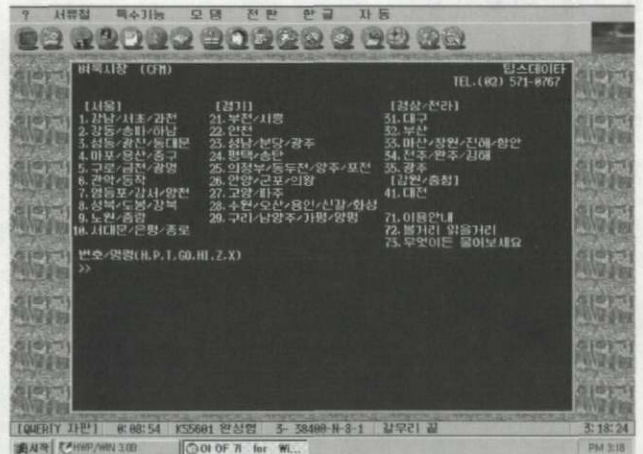 ? 서류철 특수기능 모뎀 전판 한글 자동
벼룩시장 (CFM) 팁스데이타
TEL.(02) 571-0767
[서울] [경기] [경상/전라]
1.강남/서초/과천 21.부천/시흥 31.대구
2.강동/송파/하남 22.인천 32.부산
3.성동/광진/동대문 23.성남/분당/광주 33.마산/창원/진해/함안
4.마포/용산/중구 24.평택/송탄 34.전주/완주/김해
5.구로/금천/광명 25.의정부/동두천/양주/포천 35.광주
6.관악/동작 26.안양/군포/의왕 [강원/충청]
7.영등포/강서/양천 27.고양/파주 41.대전
8.성북/도봉/강북 28.수원/오산/용인/신갈/화성
9.노원/중랑 29.구리/남양주/가평/양평 71.이용안내
10.서대문/은평/종로 72.볼거리 읽을거리
73.무엇이든 물어보세요
번호/명령(H,P,T,GO,HI,Z,X)
>>
[QWERTY 자판] 0:08:54 KS5601 완성형 3- 38400-N-8-1 갈무리 끝 3:18:24
시작 HWP/WIN 3.0B for Wi... PM 3:18